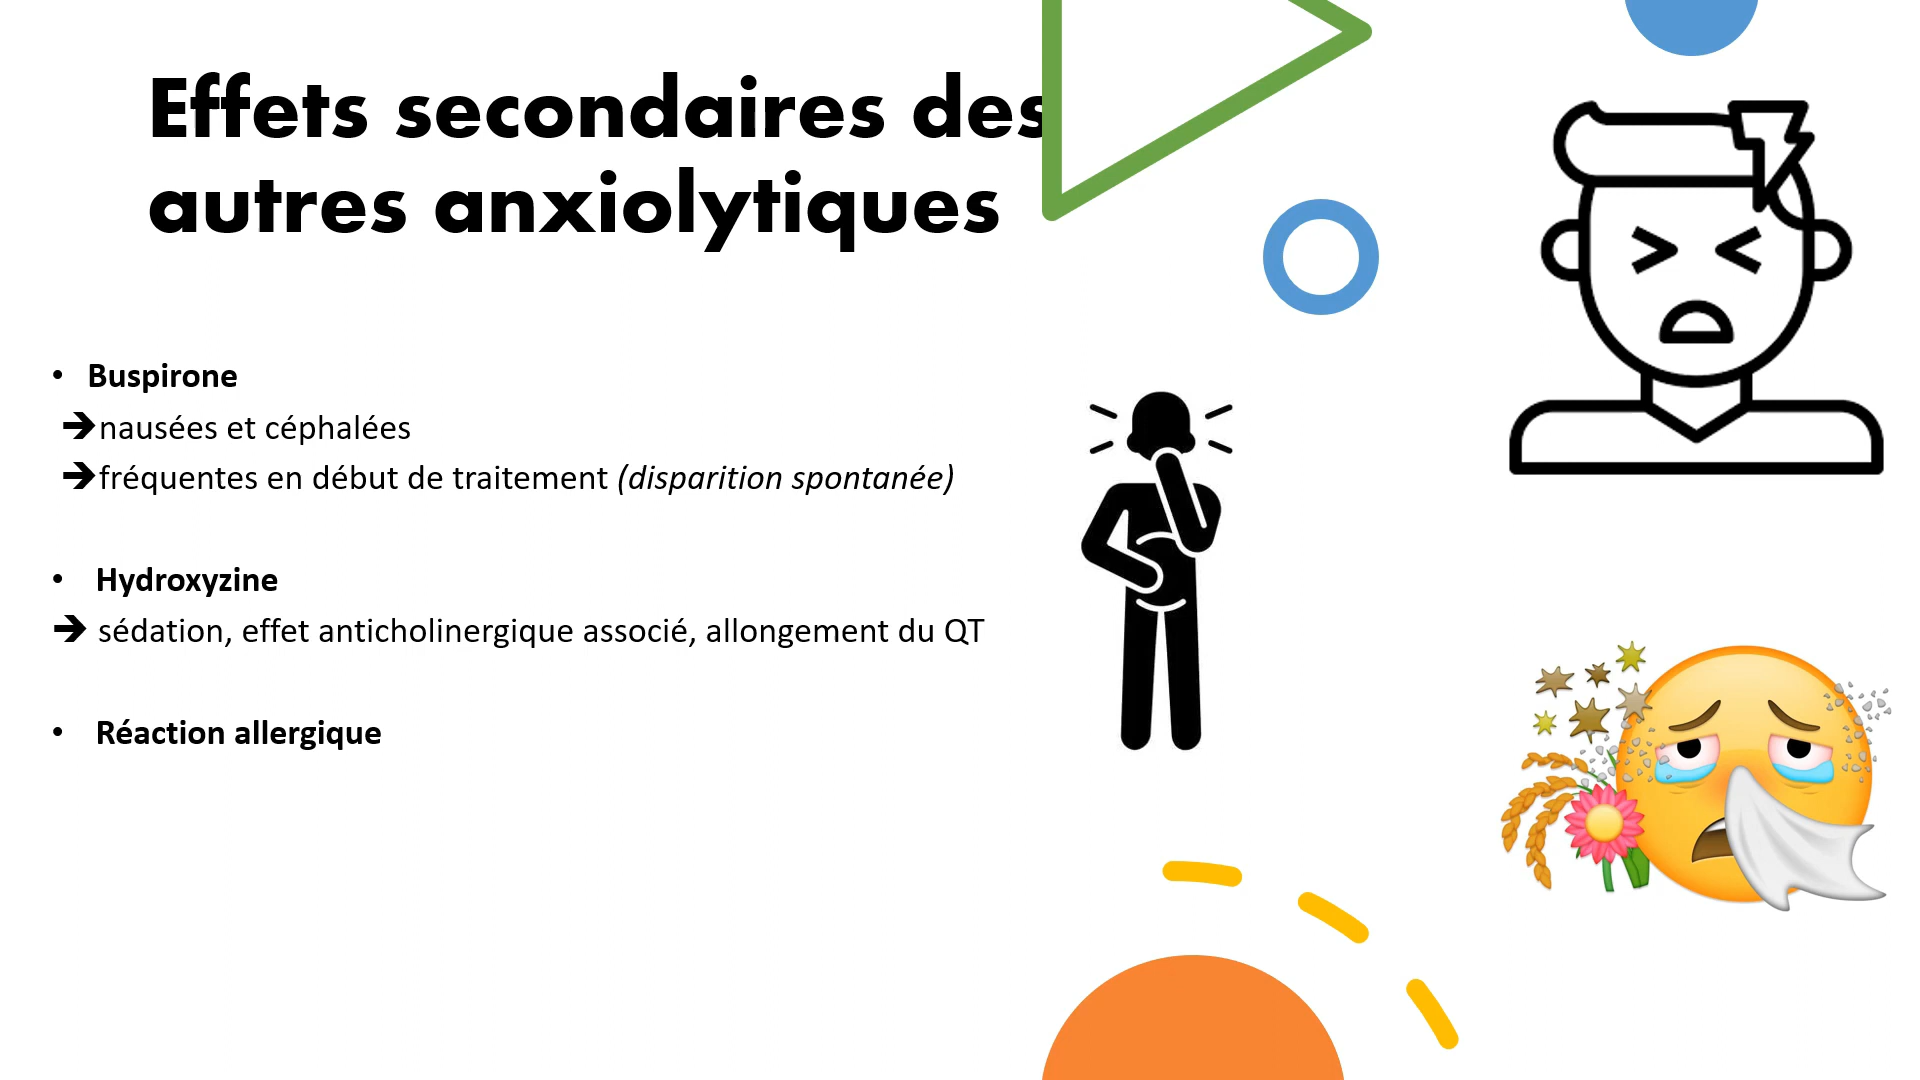 Effets secondaires des
autres anxiolytiques
• Buspirone
➔nausées et céphalées
➔fréquentes en début de traitement (disparition spontanée)
• Hydroxyzine
➔ sédation, effet anticholinergique associé, allongement du QT
• Réaction allergique